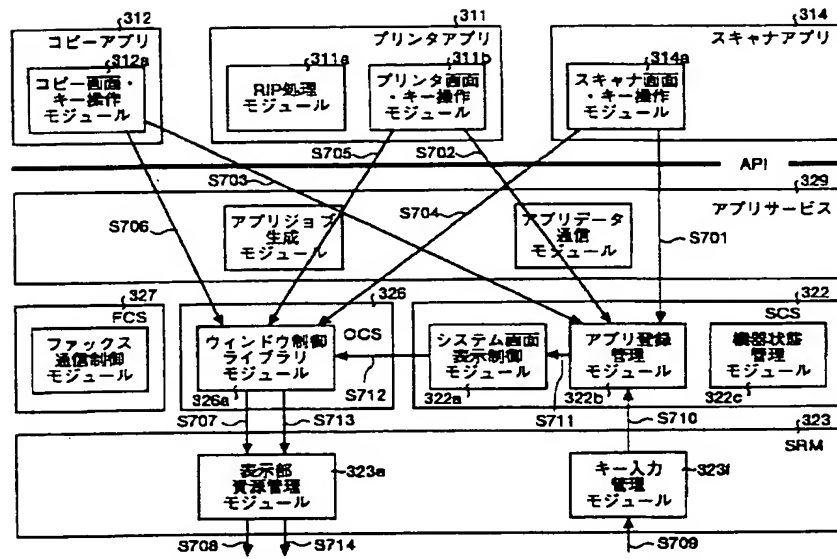 312
コピーアプリ
312a
コピー画面・
キー操作
モジュール
311
プリンタアプリ
311a
RIP処理
モジュール
311b
プリンタ画面
・キー操作
モジュール
314
スキャナアプリ
314a
スキャナ画面
・キー操作
モジュール
S705
S702
API
S703
329
アプリサービス
S706
アプリジョブ
生成
モジュール
S704
アプリデータ
通信
モジュール
S701
327
FCS
ファックス
通信制御
モジュール
326
OCS
ウィンドウ制御
ライブラリ
モジュール
326a
322
SCS
システム画面
表示制御
モジュール
322a
アプリ登録
管理
モジュール
322b
機器状態
管理
モジュール
322c
S712
S711
S707
S713
S710
323
SRM
表示部
資源管理
モジュール
323e
キー入力
管理
モジュール
323f
S708
S714
S709